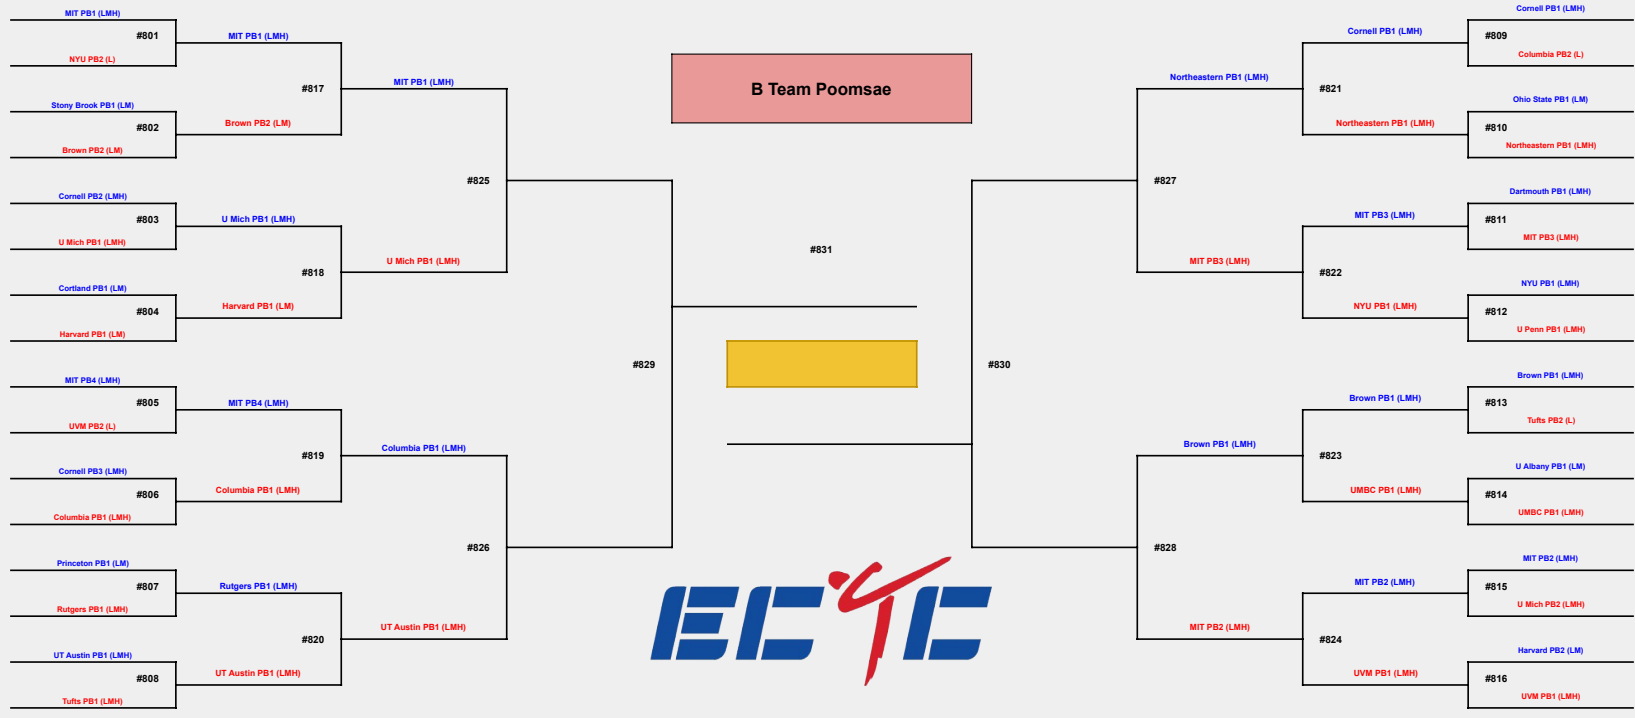 B Team Poomsae
MIT PB1 (LMH)
#801
NYU PB2 (L)
Stony Brook PB1 (LM)
#802
Brown PB2 (LM)
Cornell PB2 (LMH)
#803
U Mich PB1 (LMH)
Cortland PB1 (LM)
#804
Harvard PB1 (LM)
MIT PB4 (LMH)
#805
UVM PB2 (L)
Cornell PB3 (LMH)
#806
Columbia PB1 (LMH)
Princeton PB1 (LM)
#807
Rutgers PB1 (LMH)
UT Austin PB1 (LMH)
#808
Tufts PB1 (LMH)
MIT PB1 (LMH)
#817
Brown PB2 (LM)
U Mich PB1 (LMH)
#818
Harvard PB1 (LM)
MIT PB4 (LMH)
#819
Columbia PB1 (LMH)
Rutgers PB1 (LMH)
#820
UT Austin PB1 (LMH)
MIT PB1 (LMH)
#825
U Mich PB1 (LMH)
Columbia PB1 (LMH)
#826
UT Austin PB1 (LMH)
#829
#831
#830
Northeastern PB1 (LMH)
#827
MIT PB3 (LMH)
Brown PB1 (LMH)
#828
MIT PB2 (LMH)
Cornell PB1 (LMH)
#821
Northeastern PB1 (LMH)
MIT PB3 (LMH)
#822
NYU PB1 (LMH)
Brown PB1 (LMH)
#823
UMBC PB1 (LMH)
MIT PB2 (LMH)
#824
UVM PB1 (LMH)
Cornell PB1 (LMH)
#809
Columbia PB2 (L)
Ohio State PB1 (LM)
#810
Northeastern PB1 (LMH)
Dartmouth PB1 (LMH)
#811
MIT PB3 (LMH)
NYU PB1 (LMH)
#812
U Penn PB1 (LMH)
Brown PB1 (LMH)
#813
Tufts PB2 (L)
U Albany PB1 (LM)
#814
UMBC PB1 (LMH)
MIT PB2 (LMH)
#815
U Mich PB2 (LMH)
Harvard PB2 (LM)
#816
UVM PB1 (LMH)
ECTC